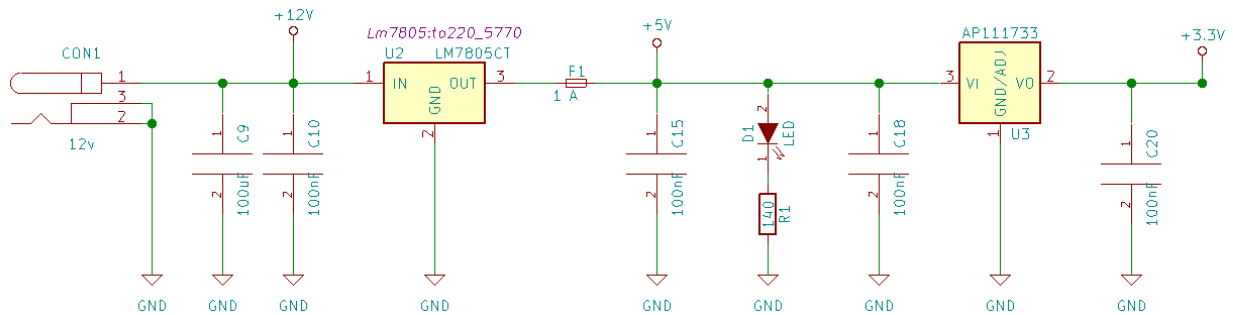 +12V
+5V
+3.3V
Lm7805:to220_5770
AP111733
CON1
U2
LM7805CT
F1
1 A
1
3
2
12v
1
IN
OUT
GND
3
2
3
VI
GND/ADJ
VO
2
1
U3
1
2
C9
100uF
1
2
C10
100nF
1
2
C15
100nF
2
1
D1
LED
140
R1
1
2
C18
100nF
1
2
C20
100nF
GND
GND
GND
GND
GND
GND
GND
GND
GND